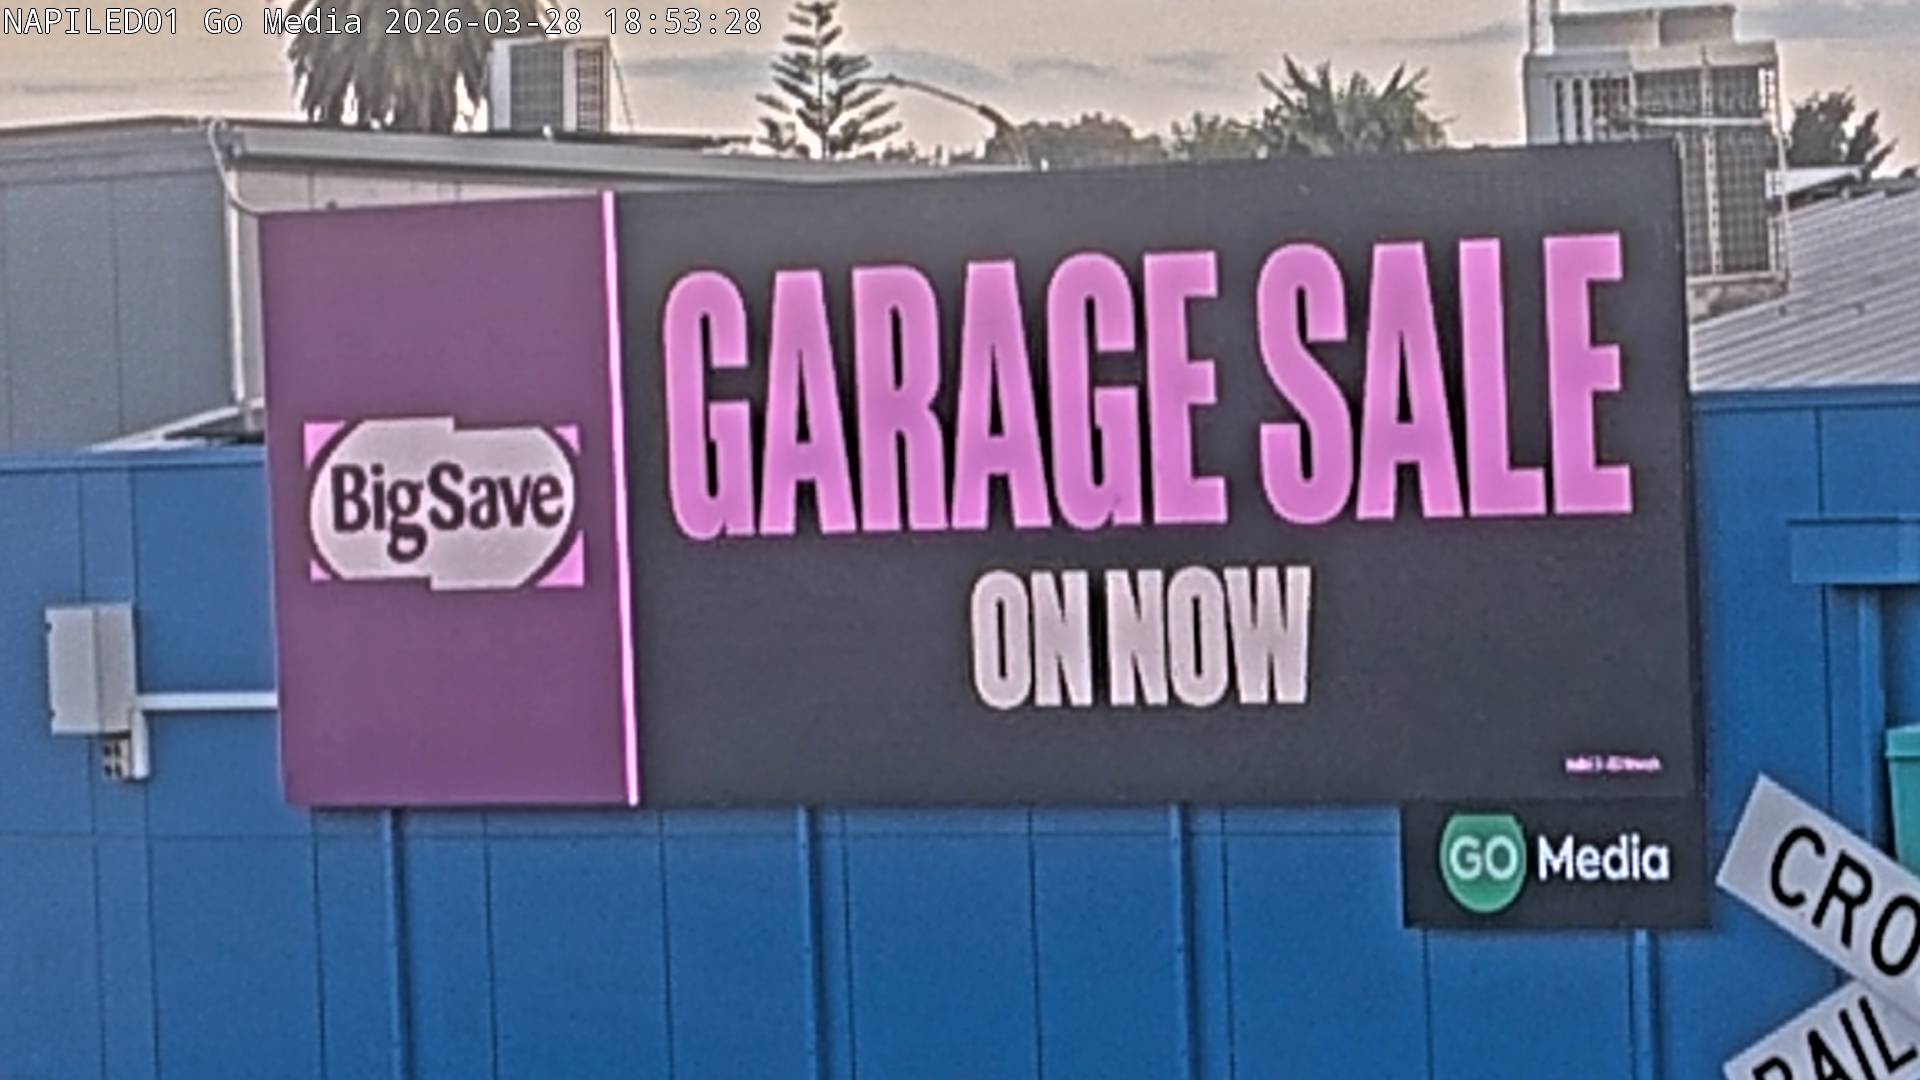 NAPILED01 Go Media 2026-03-28 18:53:28
GARAGE SALE
BigSave
ON NOW
GO Media
CRO
RAIL